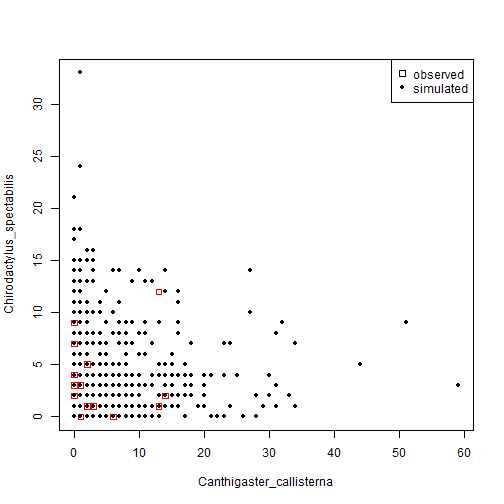 observed
simulated
Chirodactylus_spectabilis
30
25
20
15
10
5
0
0 10 20 30 40 50 60
Canthigaster_callisterna